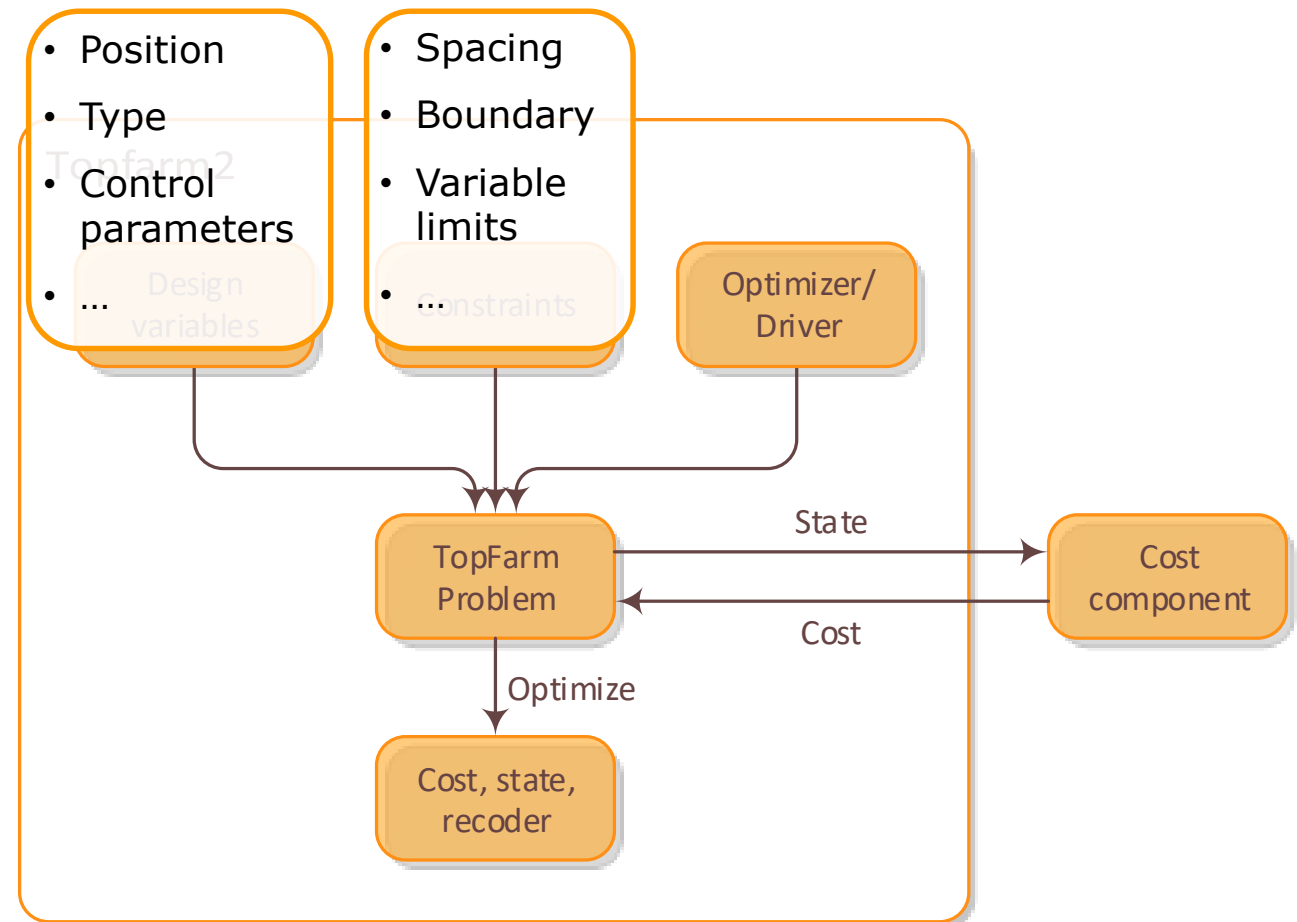 • Position
• Type
• Control
parameters
• …
• Spacing
• Boundary
• Variable
limits
• …
Topfarm2
Design
variables
Constraints
Optimizer/
Driver
TopFarm
Problem
State
Cost
Cost
component
Optimize
Cost, state,
recoder